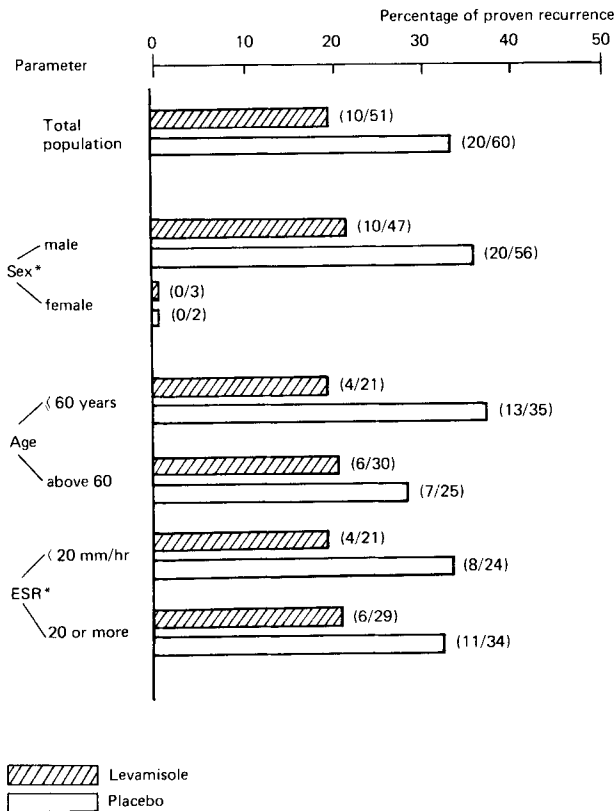 Percentage of proven recurrence
0 10 20 30 40 50
Parameter
Total population (10/51)
(20/60)
Sex*
male (10/47)
(20/56)
female (0/3)
(0/2)
Age
⩽ 60 years (4/21)
(13/35)
above 60 (6/30)
(7/25)
ESR*
< 20 mm/hr (4/21)
(8/24)
20 or more (6/29)
(11/34)
Levamisole
Placebo